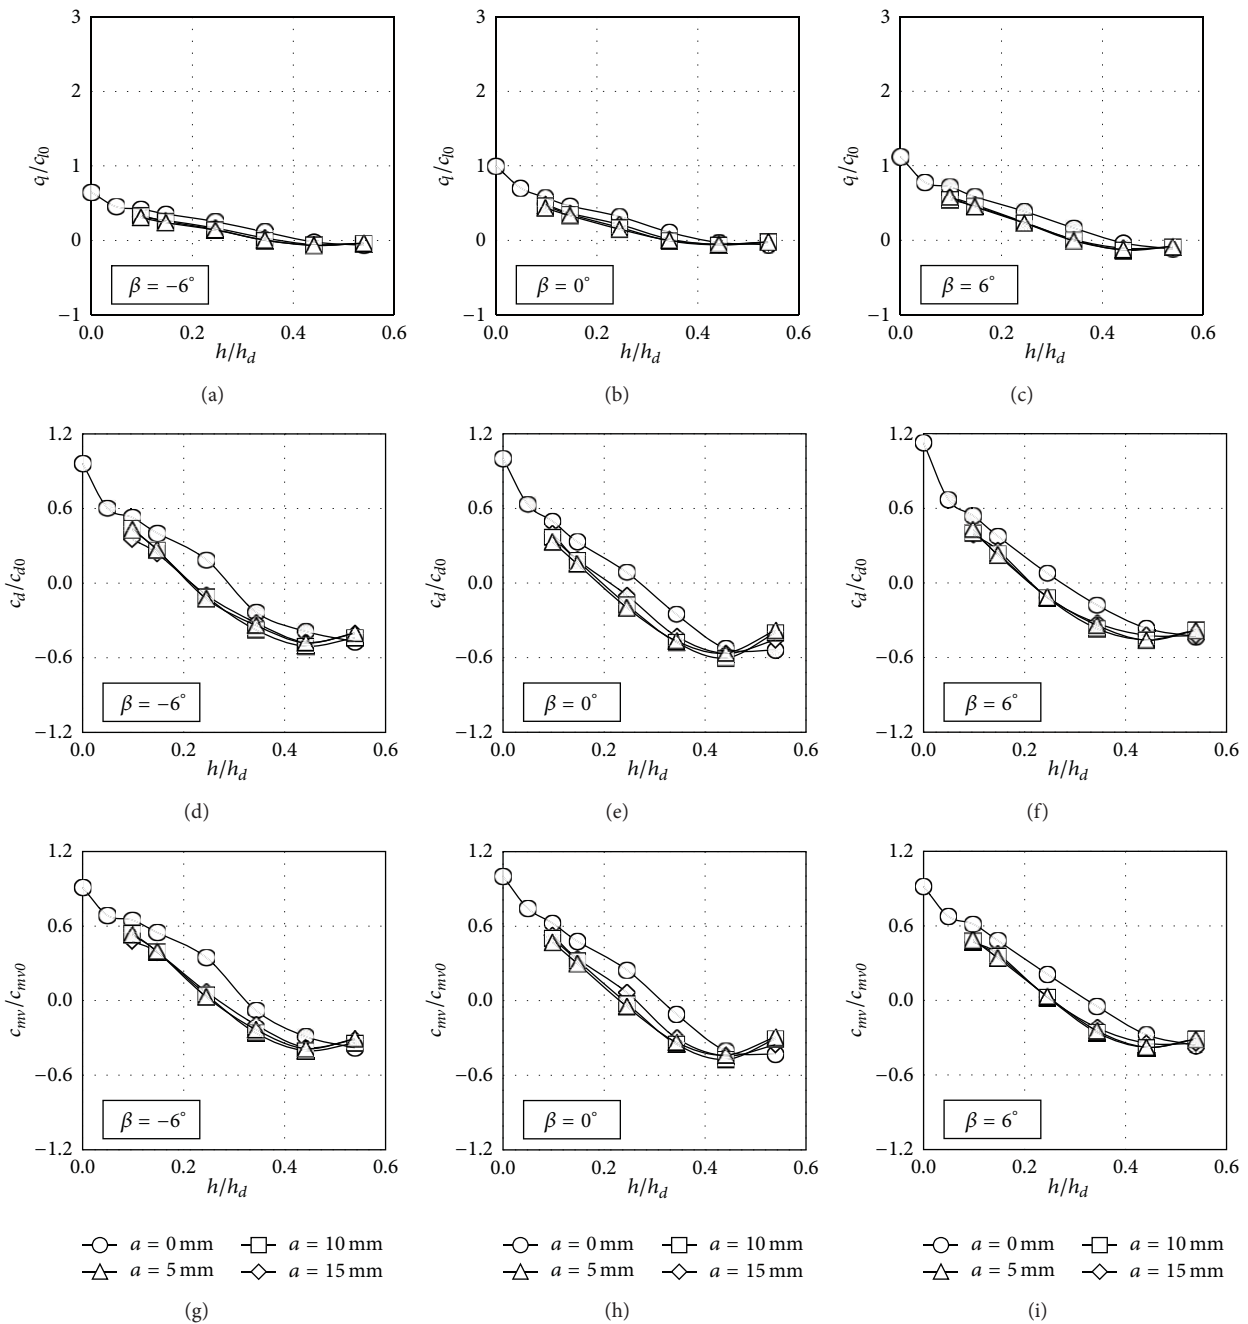 3 3 3
2 2 2
1 1 1
0 0 0
−1 −1 −1
c_l/c_l0 c_l/c_l0 c_l/c_l0
β = −6° β = 0° β = 6°
0.0 0.2 0.4 0.6 0.0 0.2 0.4 0.6 0.0 0.2 0.4 0.6
h/h_d h/h_d h/h_d
(a) (b) (c)
1.2 1.2 1.2
0.6 0.6 0.6
0.0 0.0 0.0
−0.6 −0.6 −0.6
−1.2 −1.2 −1.2
c_d/c_d0 c_d/c_d0 c_d/c_d0
β = −6° β = 0° β = 6°
0.0 0.2 0.4 0.6 0.0 0.2 0.4 0.6 0.0 0.2 0.4 0.6
h/h_d h/h_d h/h_d
(d) (e) (f)
1.2 1.2 1.2
0.6 0.6 0.6
0.0 0.0 0.0
−0.6 −0.6 −0.6
−1.2 −1.2 −1.2
c_mv/c_mv0 c_mv/c_mv0 c_mv/c_mv0
β = −6° β = 0° β = 6°
0.0 0.2 0.4 0.6 0.0 0.2 0.4 0.6 0.0 0.2 0.4 0.6
h/h_d h/h_d h/h_d
a = 0 mm a = 10 mm a = 0 mm a = 10 mm a = 0 mm a = 10 mm
a = 5 mm a = 15 mm a = 5 mm a = 15 mm a = 5 mm a = 15 mm
(g) (h) (i)